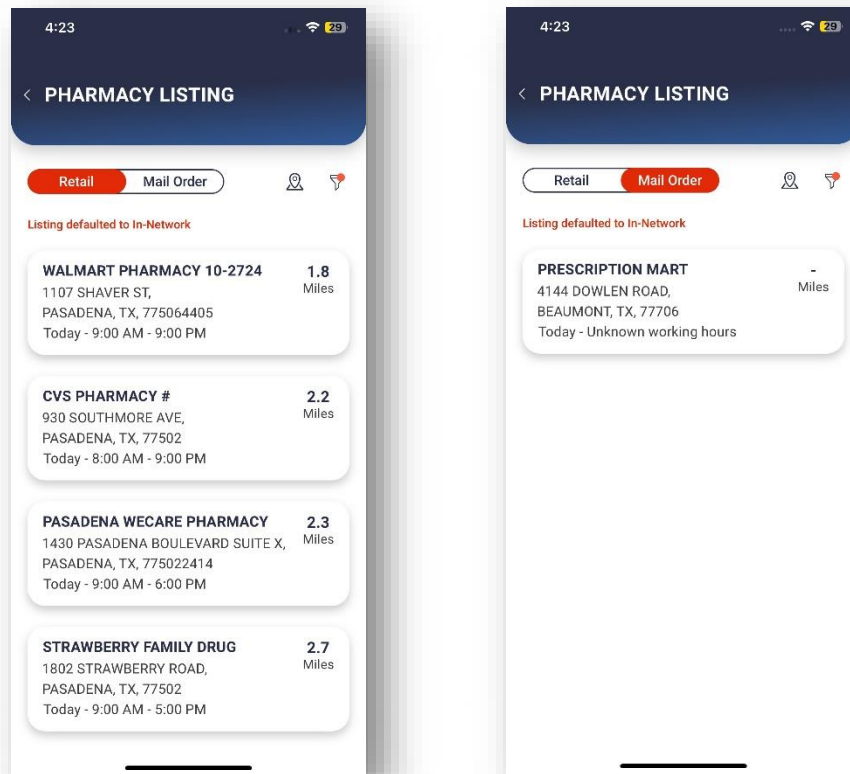 4:23
29
< PHARMACY LISTING
Retail Mail Order
Listing defaulted to In-Network
WALMART PHARMACY 10-2724 1.8
1107 SHAVER ST, Miles
PASADENA, TX, 775064405
Today - 9:00 AM - 9:00 PM
CVS PHARMACY # 2.2
930 SOUTHMORE AVE, Miles
PASADENA, TX, 77502
Today - 8:00 AM - 9:00 PM
PASADENA WECARE PHARMACY 2.3
1430 PASADENA BOULEVARD SUITE X, Miles
PASADENA, TX, 775022414
Today - 9:00 AM - 6:00 PM
STRAWBERRY FAMILY DRUG 2.7
1802 STRAWBERRY ROAD, Miles
PASADENA, TX, 77502
Today - 9:00 AM - 5:00 PM
4:23
29
< PHARMACY LISTING
Retail Mail Order
Listing defaulted to In-Network
PRESCRIPTION MART -
4144 DOWLEN ROAD, Miles
BEAUMONT, TX, 77706
Today - Unknown working hours